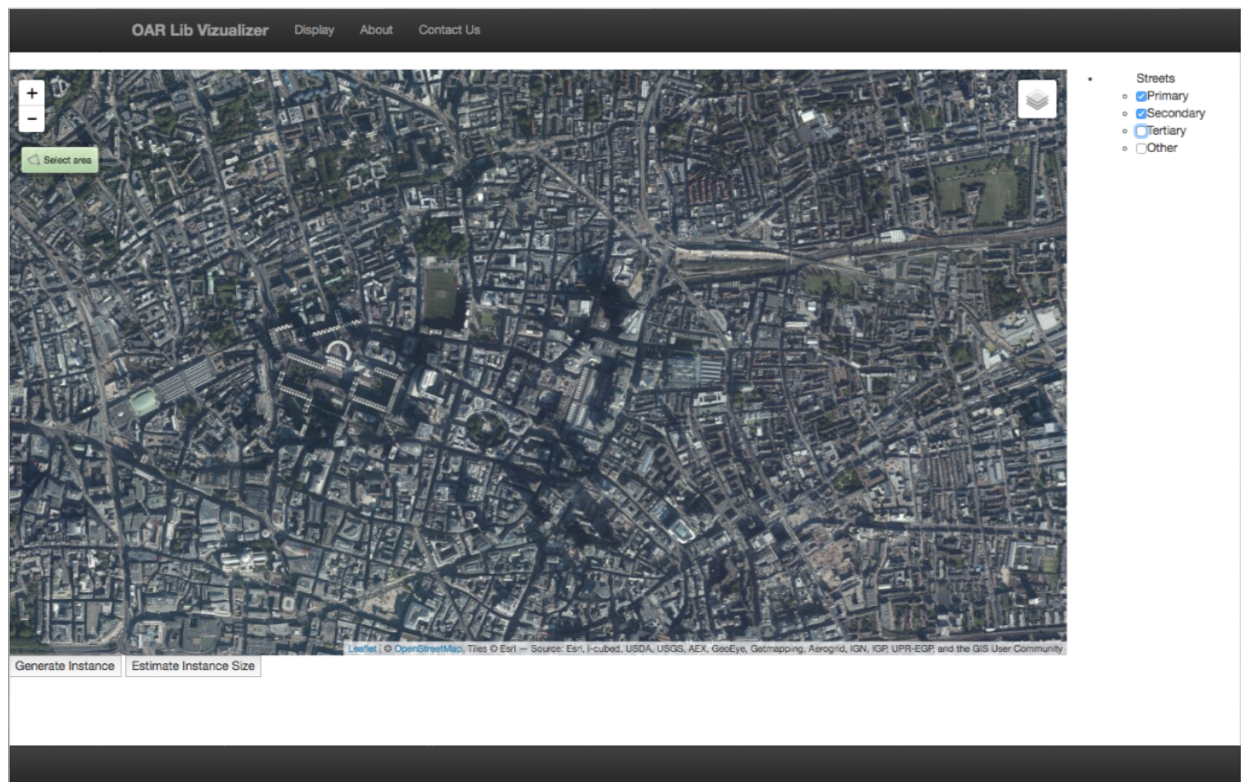 OAR Lib Vizualizer Display About Contact Us
+
−
Select area
Streets
Primary
Secondary
Tertiary
Other
Leaflet | © OpenStreetMap, Tiles © Esri — Source: Esri, i-cubed, USDA, USGS, AEX, GeoEye, Getmapping, Aerogrid, IGN, IGP, UPR-EGP, and the GIS User Community
Generate Instance Estimate Instance Size